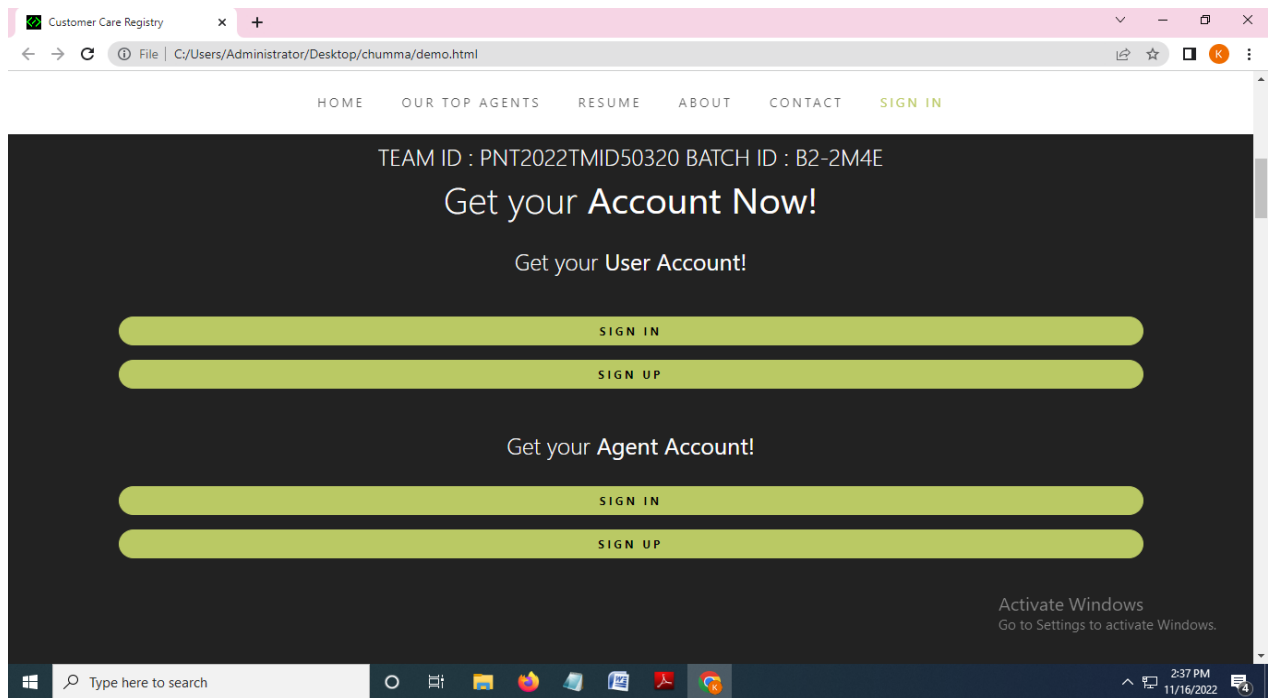 Customer Care Registry
File | C:/Users/Administrator/Desktop/chumma/demo.html
K
HOME OUR TOP AGENTS RESUME ABOUT CONTACT SIGN IN
TEAM ID : PNT2022TMID50320 BATCH ID : B2-2M4E
Get your Account Now!
Get your User Account!
SIGN IN
SIGN UP
Get your Agent Account!
SIGN IN
SIGN UP
Activate Windows
Go to Settings to activate Windows.
Type here to search
2:37 PM
11/16/2022
4